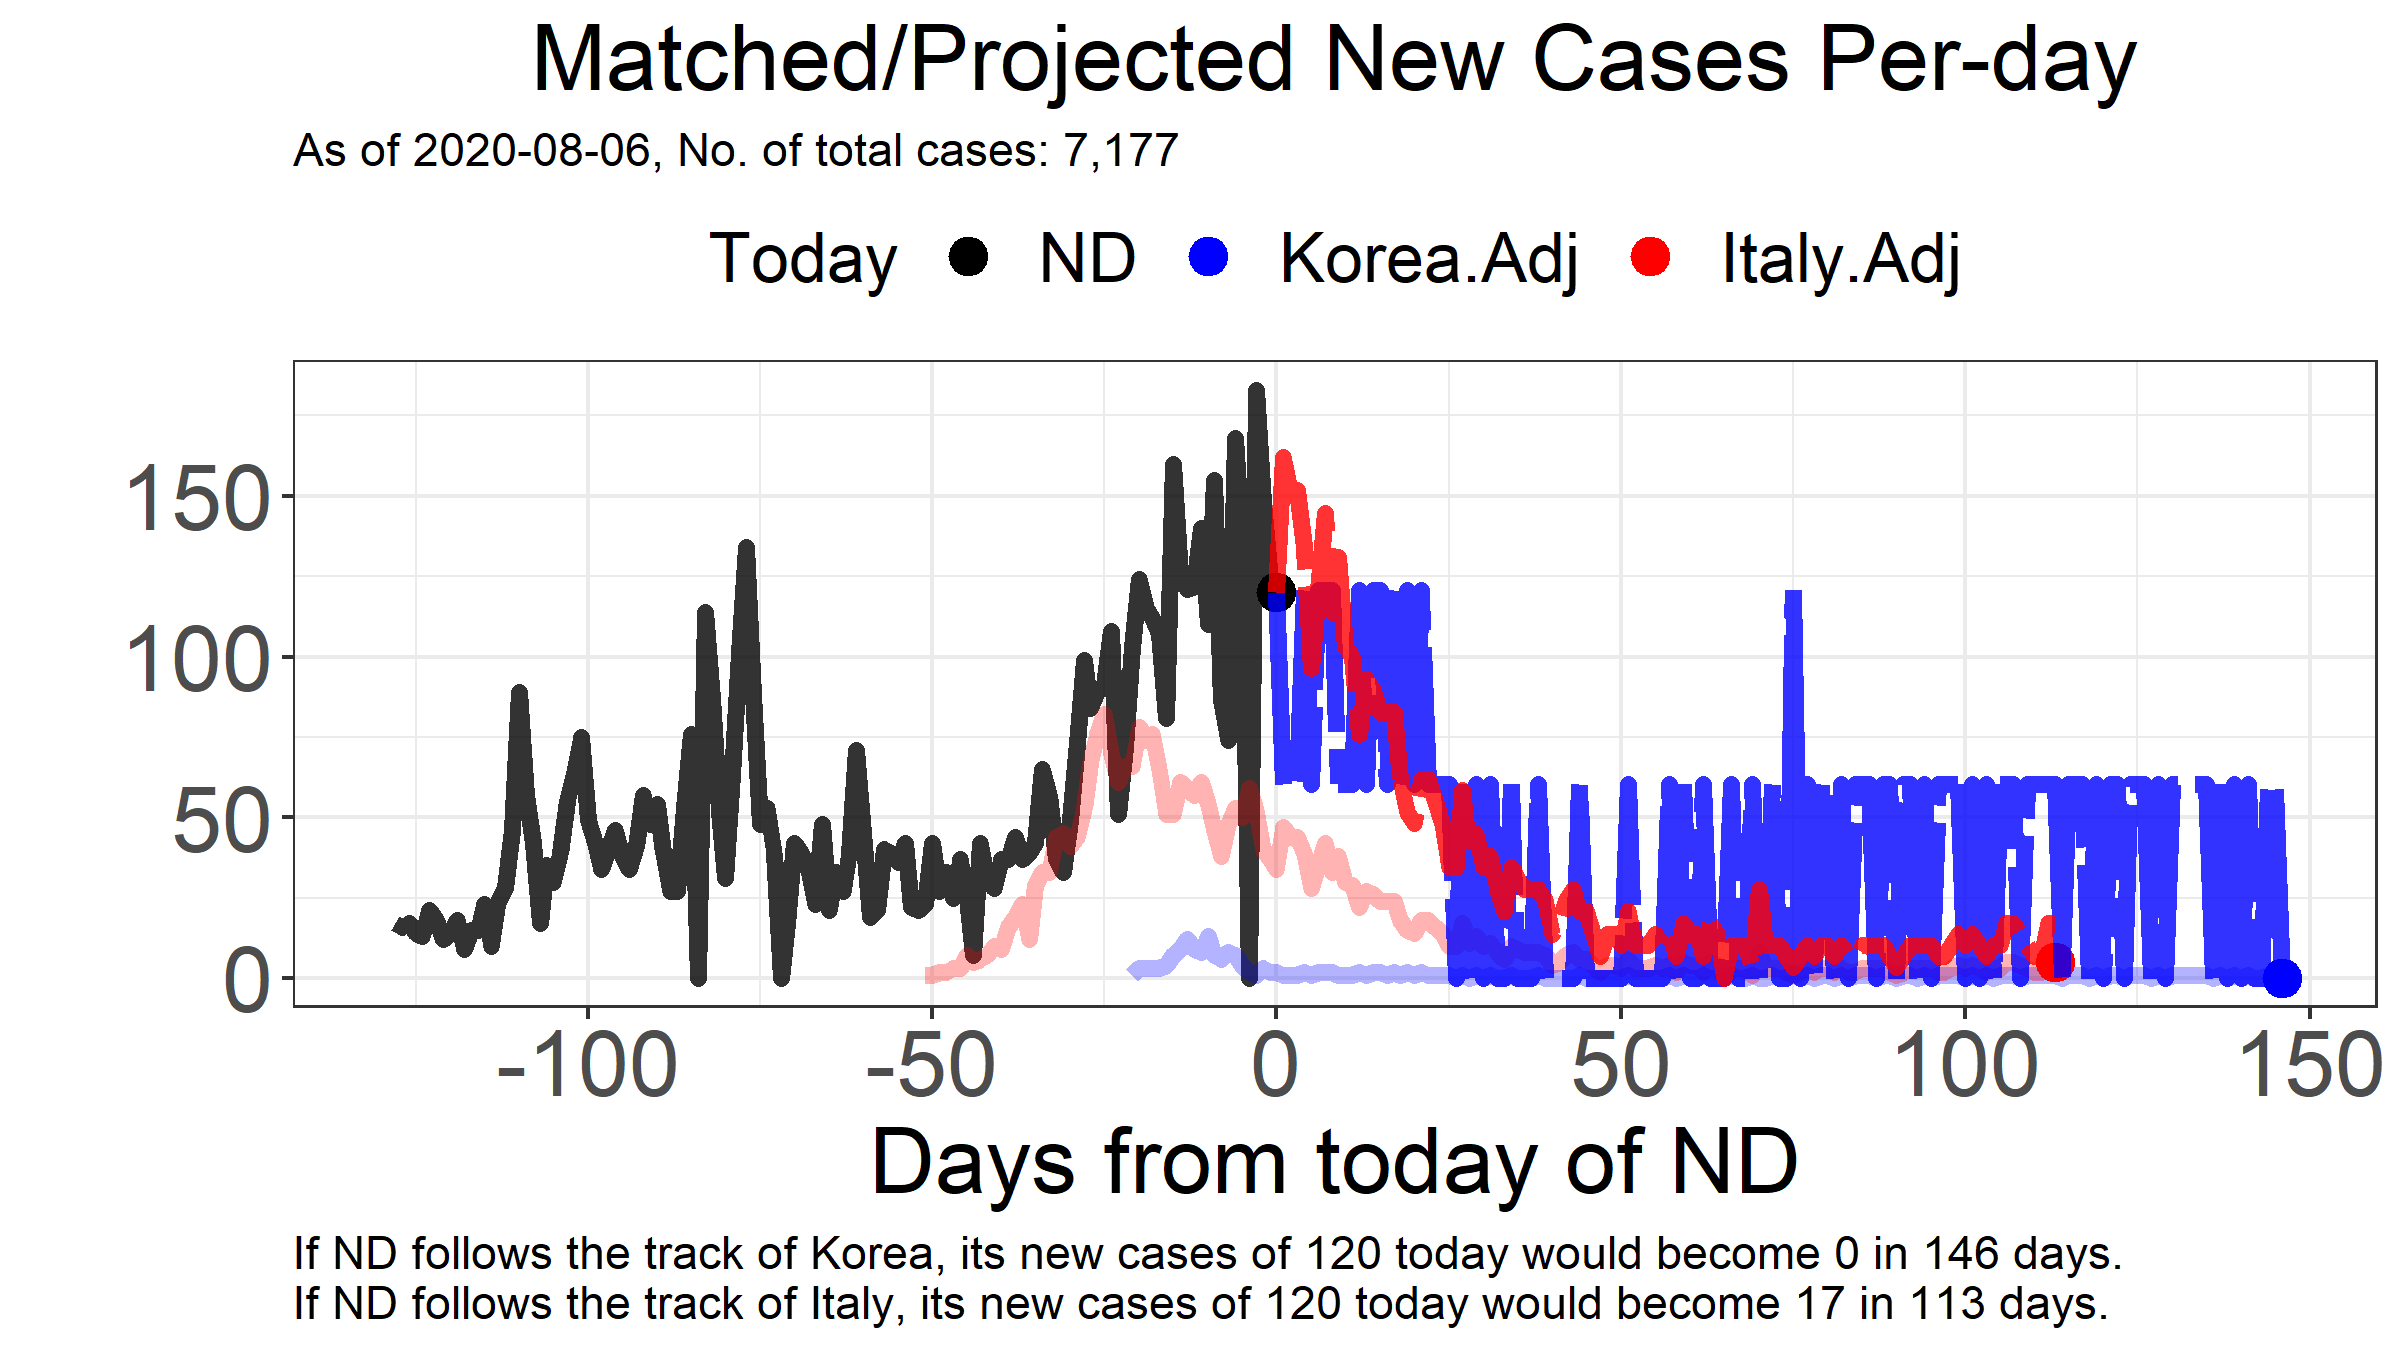 Matched/Projected New Cases Per-day
As of 2020-08-06, No. of total cases: 7,177
Today ND Korea.Adj Italy.Adj
150
100
50
0
-100 -50 0 50 100 150
Days from today of ND
If ND follows the track of Korea, its new cases of 120 today would become 0 in 146 days.
If ND follows the track of Italy, its new cases of 120 today would become 17 in 113 days.